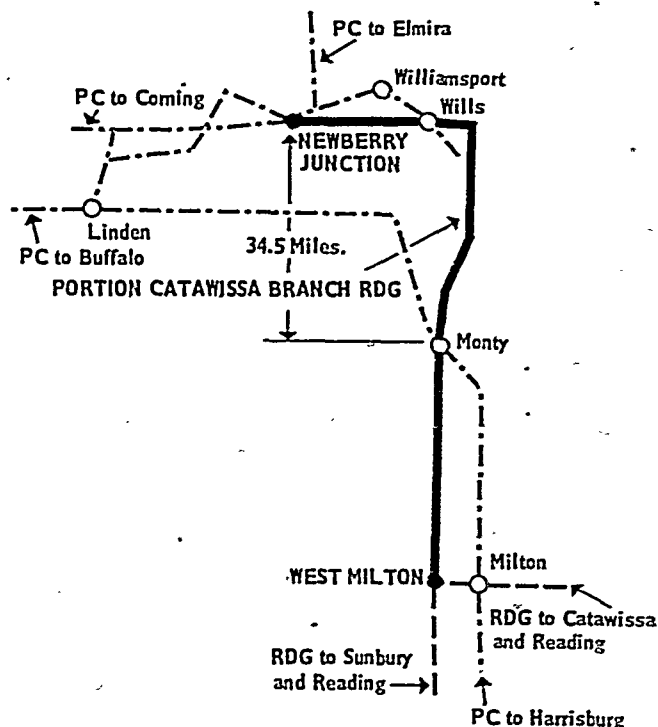 PC to Elmira
Williamsport
PC to Corning
Wills
NEWBERRY
JUNCTION
Linden
34.5 Miles.
PC to Buffalo
PORTION CATAWISSA BRANCH RDG
Monty
WEST MILTON
Milton
RDG to Catawissa
and Reading
RDG to Sunbury
and Reading
PC to Harrisburg